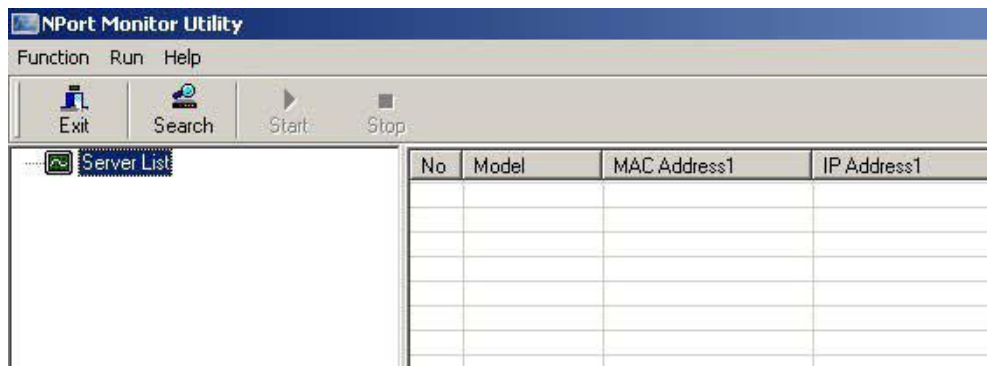 NPort Monitor Utility
Function Run Help
Exit Search Start Stop
Server List
No Model MAC Address1 IP Address1